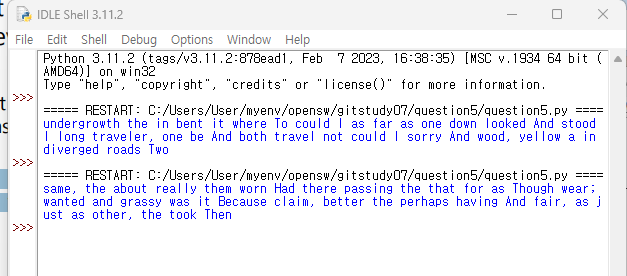 IDLE Shell 3.11.2
File Edit Shell Debug Options Window Help
Python 3.11.2 (tags/v3.11.2:878ead1, Feb  7 2023, 16:38:35) [MSC v.1934 64 bit (
AMD64)] on win32
Type "help", "copyright", "credits" or "license()" for more information.
>>>
===== RESTART: C:/Users/User/myenv/opensw/gitstudy07/question5/question5.py ====
undergrowth the in bent it where To could I as far as one down looked And stood
I long traveler, one be And both travel not could I sorry And wood, yellow a in
diverged roads Two
>>>
===== RESTART: C:/Users/User/myenv/opensw/gitstudy07/question5/question5.py ====
same, the about really them worn Had there passing the that for as Though wear;
wanted and grassy was it Because claim, better the perhaps having And fair, as j
ust as other, the took Then
>>>